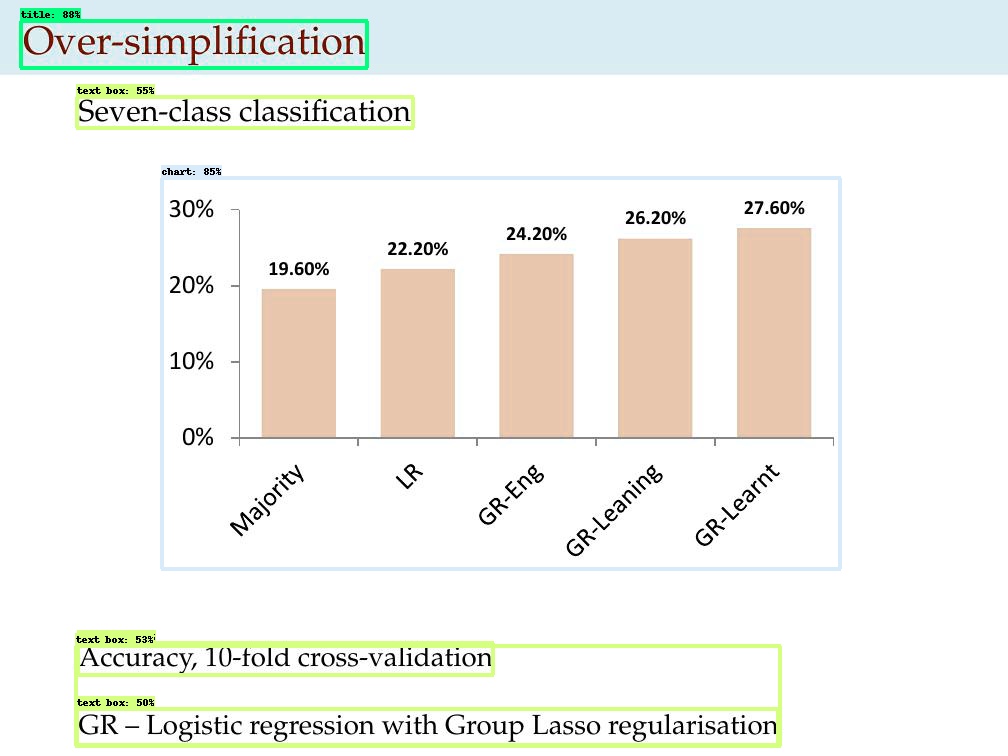 title: 88%
Over-simplification
text box: 55%
Seven-class classification
chart: 85%
30%
20%
10%
0%
19.60%
22.20%
24.20%
26.20%
27.60%
Majority
LR
GR-Eng
GR-Leaning
GR-Learnt
text box: 53%
Accuracy, 10-fold cross-validation
text box: 50%
GR – Logistic regression with Group Lasso regularisation